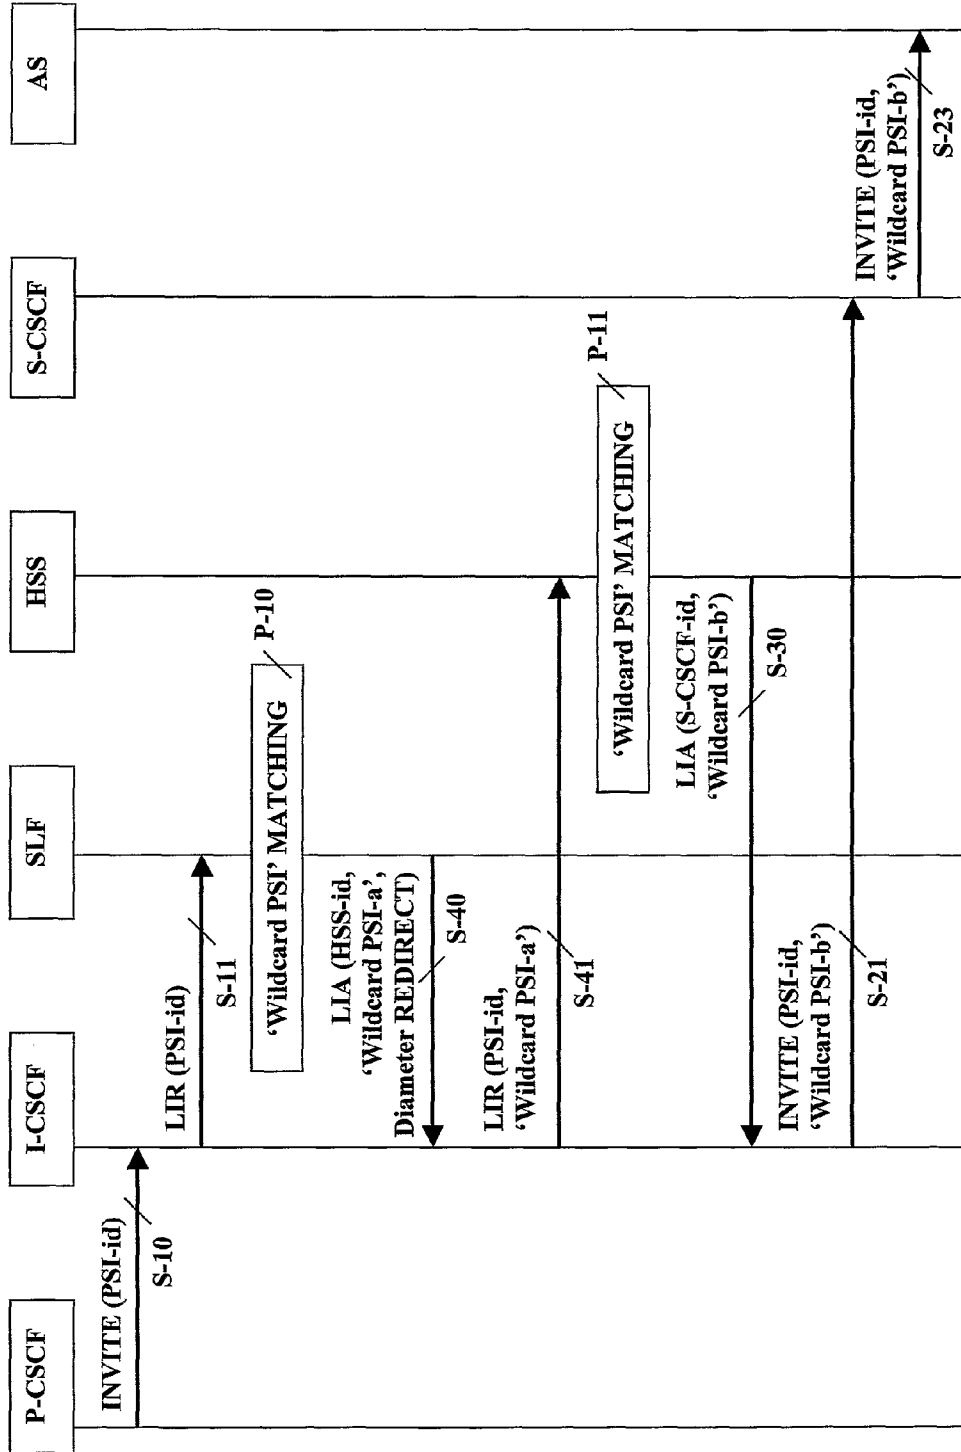 P-CSCF
I-CSCF
SLF
HSS
S-CSCF
AS
INVITE (PSI-id)
S-10
LIR (PSI-id)
S-11
‘Wildcard PSI’ MATCHING
P-10
LIA (HSS-id,
‘Wildcard PSI-a’,
Diameter REDIRECT)
S-40
LIR (PSI-id,
‘Wildcard PSI-a’)
S-41
‘Wildcard PSI’ MATCHING
P-11
LIA (S-CSCF-id,
‘Wildcard PSI-b’)
S-30
INVITE (PSI-id,
‘Wildcard PSI-b’)
S-21
INVITE (PSI-id,
‘Wildcard PSI-b’)
S-23